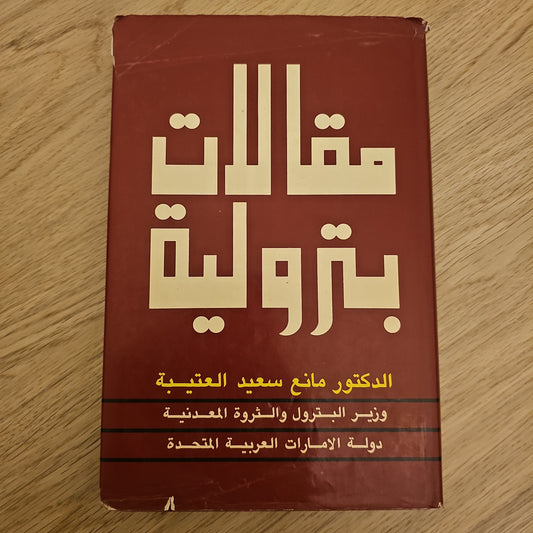 مقالات
بترولية
الدكتور مانع سعيد العتيبة
وزير البترول والثروة المعدنية
دولة الامارات العربية المتحدة